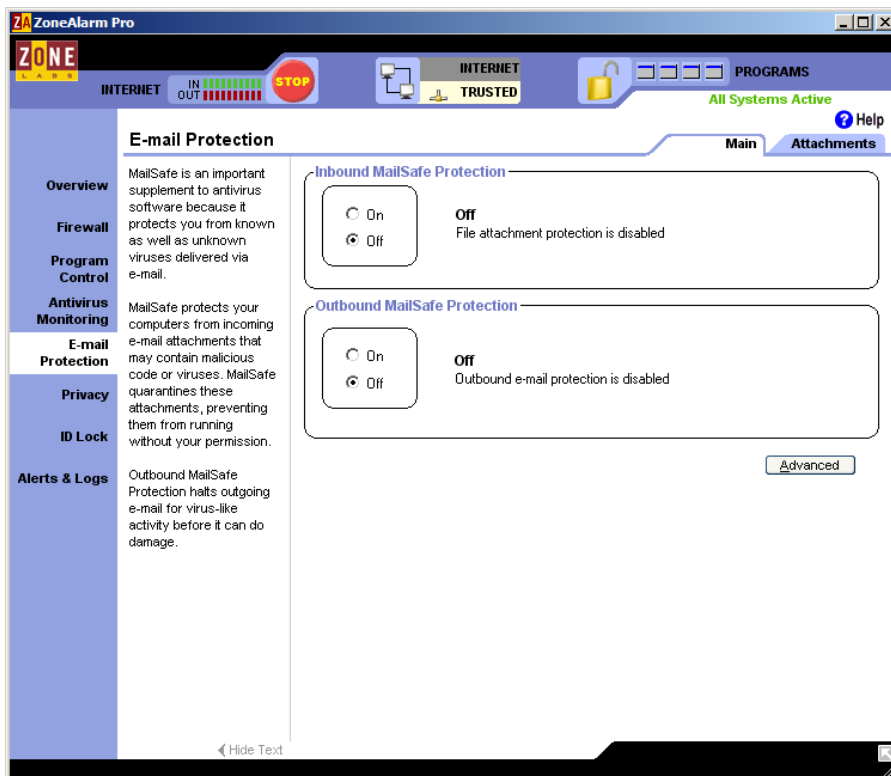 ZA ZoneAlarm Pro
ZONE
LABS
INTERNET
IN
OUT
STOP
INTERNET
TRUSTED
PROGRAMS
All Systems Active
? Help
E-mail Protection
Main
Attachments
Overview
Firewall
Program
Control
Antivirus
Monitoring
E-mail
Protection
Privacy
ID Lock
Alerts & Logs
MailSafe is an important
supplement to antivirus
software because it
protects you from known
as well as unknown
viruses delivered via
e-mail.
MailSafe protects your
computers from incoming
e-mail attachments that
may contain malicious
code or viruses. MailSafe
quarantines these
attachments, preventing
them from running
without your permission.
Outbound MailSafe
Protection halts outgoing
e-mail for virus-like
activity before it can do
damage.
Inbound MailSafe Protection
On
Off
Off
File attachment protection is disabled
Outbound MailSafe Protection
On
Off
Off
Outbound e-mail protection is disabled
Advanced
Hide Text